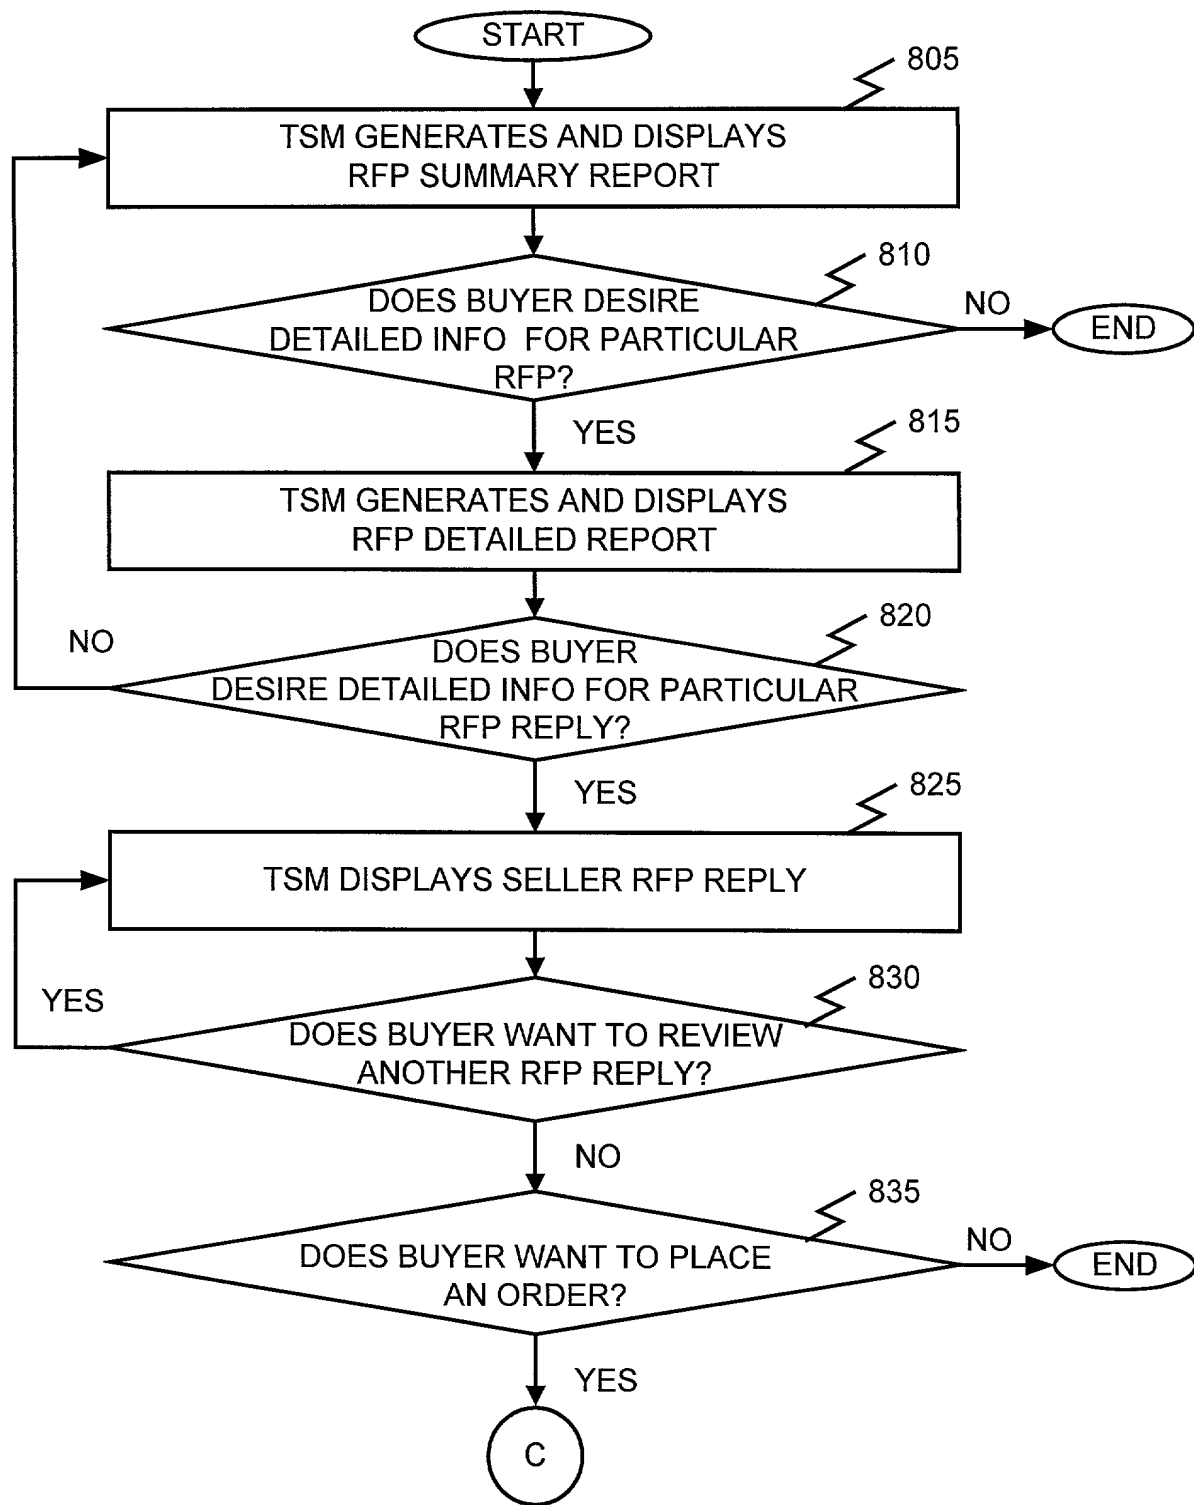 START
805
TSM GENERATES AND DISPLAYS
RFP SUMMARY REPORT
810
DOES BUYER DESIRE
DETAILED INFO FOR PARTICULAR
RFP?
NO
END
YES
815
TSM GENERATES AND DISPLAYS
RFP DETAILED REPORT
820
NO
DOES BUYER
DESIRE DETAILED INFO FOR PARTICULAR
RFP REPLY?
YES
825
TSM DISPLAYS SELLER RFP REPLY
830
YES
DOES BUYER WANT TO REVIEW
ANOTHER RFP REPLY?
NO
835
DOES BUYER WANT TO PLACE
AN ORDER?
NO
END
YES
C